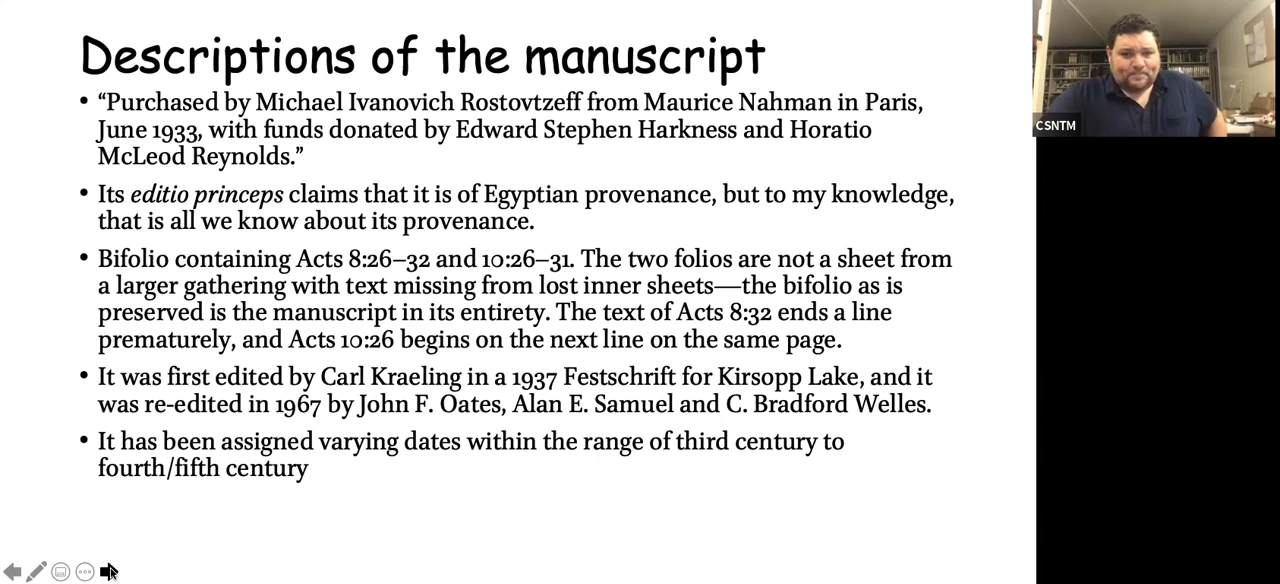 Descriptions of the manuscript
• “Purchased by Michael Ivanovich Rostovtzeff from Maurice Nahman in Paris,
June 1933, with funds donated by Edward Stephen Harkness and Horatio
McLeod Reynolds.”
• Its editio princeps claims that it is of Egyptian provenance, but to my knowledge,
that is all we know about its provenance.
• Bifolio containing Acts 8:26–32 and 10:26–31. The two folios are not a sheet from
a larger gathering with text missing from lost inner sheets—the bifolio as is
preserved is the manuscript in its entirety. The text of Acts 8:32 ends a line
prematurely, and Acts 10:26 begins on the next line on the same page.
• It was first edited by Carl Kraeling in a 1937 Festschrift for Kirsopp Lake, and it
was re-edited in 1967 by John F. Oates, Alan E. Samuel and C. Bradford Welles.
• It has been assigned varying dates within the range of third century to
fourth/fifth century
CSNTM